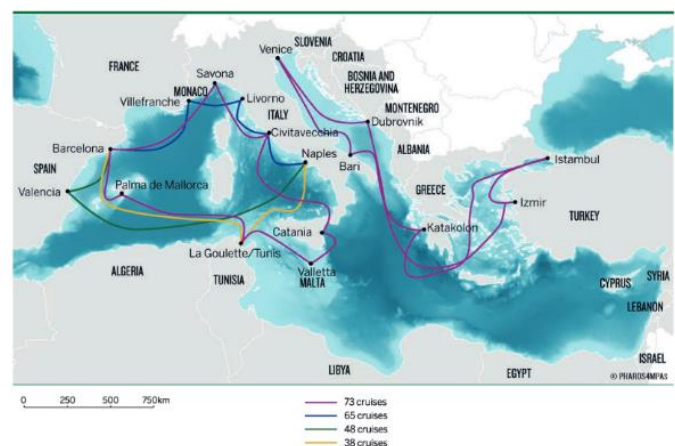 Venice
SLOVENIA
CROATIA
FRANCE
BOSNIA AND
HERZEGOVINA
Savona
MONACO
Villefranche
Livorno
ITALY
MONTENEGRO
Dubrovnik
Civitavecchia
Barcelona
Naples
ALBANIA
Bari
Istanbul
SPAIN
Palma de Mallorca
Valencia
GREECE
Izmir
TURKEY
Katakolon
Catania
La Goulette/Tunis
Valletta
MALTA
ALGERIA
TUNISIA
CYPRUS
SYRIA
LEBANON
ISRAEL
LIBYA
EGYPT
© PHAROS4MPAs
0 250 500 750km
73 cruises
65 cruises
48 cruises
38 cruises